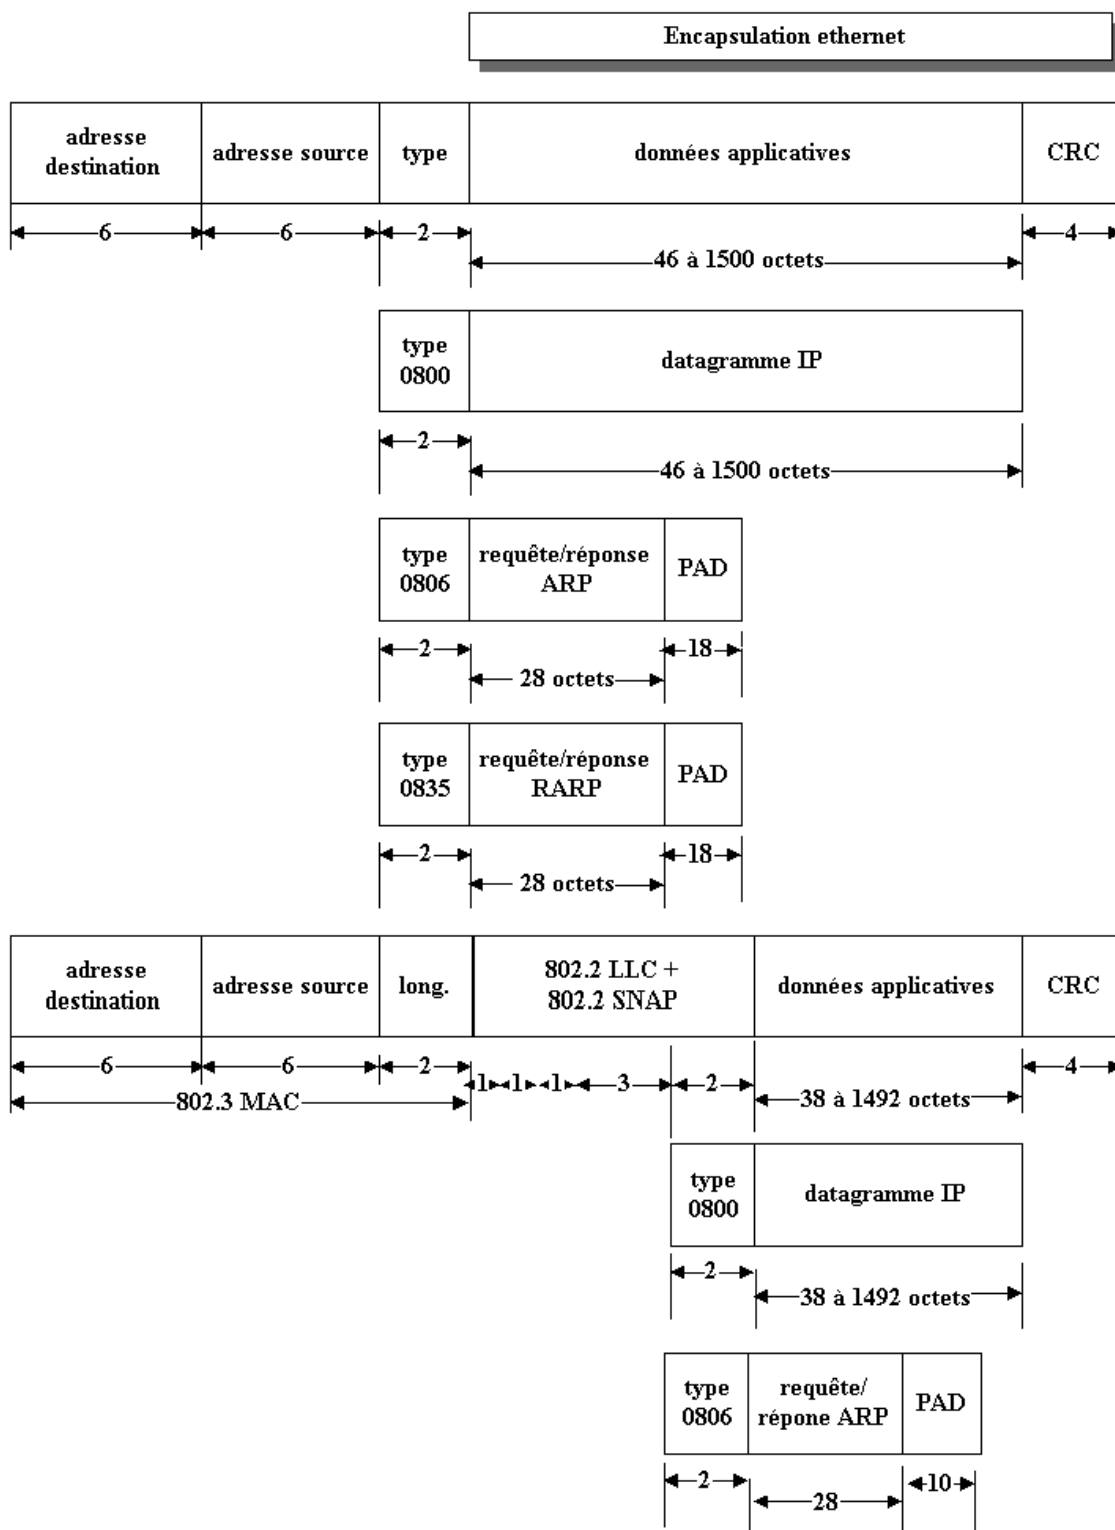 Encapsulation ethernet
adresse
destination
adresse source
type
données applicatives
CRC
6
6
2
4
46 à 1500 octets
type
0800
datagramme IP
2
46 à 1500 octets
type
0806
requête/réponse
ARP
PAD
2
18
28 octets
type
0835
requête/réponse
RARP
PAD
2
18
28 octets
adresse
destination
adresse source
long.
802.2 LLC +
802.2 SNAP
données applicatives
CRC
6
6
2
1
1
1
3
2
4
802.3 MAC
38 à 1492 octets
type
0800
datagramme IP
2
38 à 1492 octets
type
0806
requête/
répone ARP
PAD
2
10
28